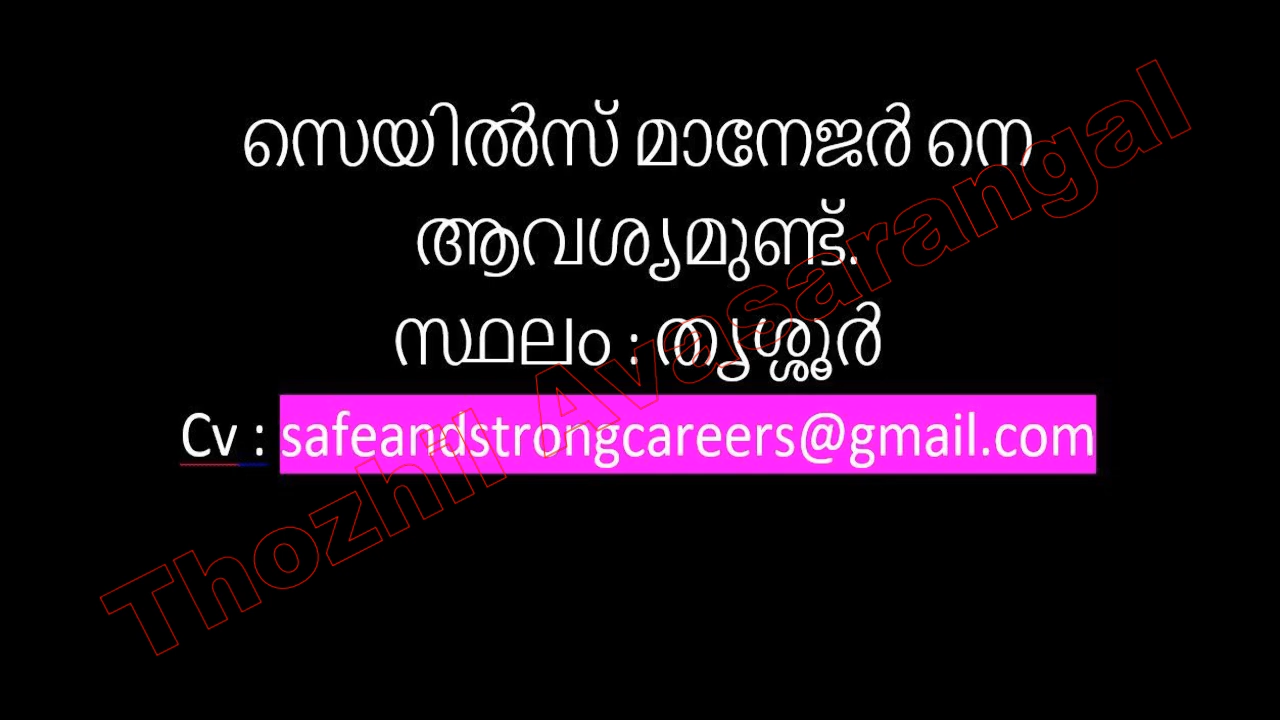 സെയിൽസ് മാനേജർ നെ
ആവശ്യമുണ്ട്.
സ്ഥലം : തൃശ്ശൂർ
Cv : safeandstrongcareers@gmail.com
Thozhil Avasarangal